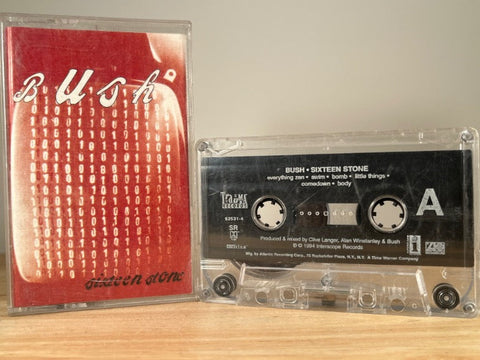 Bush
sixteen stone
BUSH • SIXTEEN STONE
everything zen • swim • bomb • little things •
comedown • body
A
TRAUMA
RECORDS
92531-4
SR
Produced & mixed by Clive Langer, Alan Winstanley & Bush
© 1994 Interscope Records
Mfg. by Atlantic Recording Corp., 75 Rockefeller Plaza, N.Y., N.Y. A Time Warner Company